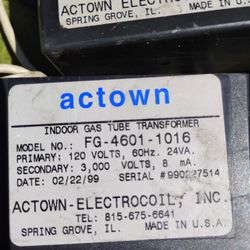 ACTOWN ELECTROCOIL
SPRING GROVE, IL. MADE IN U.S.A.
actown
INDOOR GAS TUBE TRANSFORMER
MODEL NO.: FG-4601-1016
PRIMARY: 120 VOLTS, 60Hz. 24VA.
SECONDARY: 3,000 VOLTS, 8 mA.
DATE: 02/22/99 SERIAL #990227514
ACTOWN-ELECTROCOIL, INC.
TEL: 815-675-6641
SPRING GROVE, IL. MADE IN U.S.A.